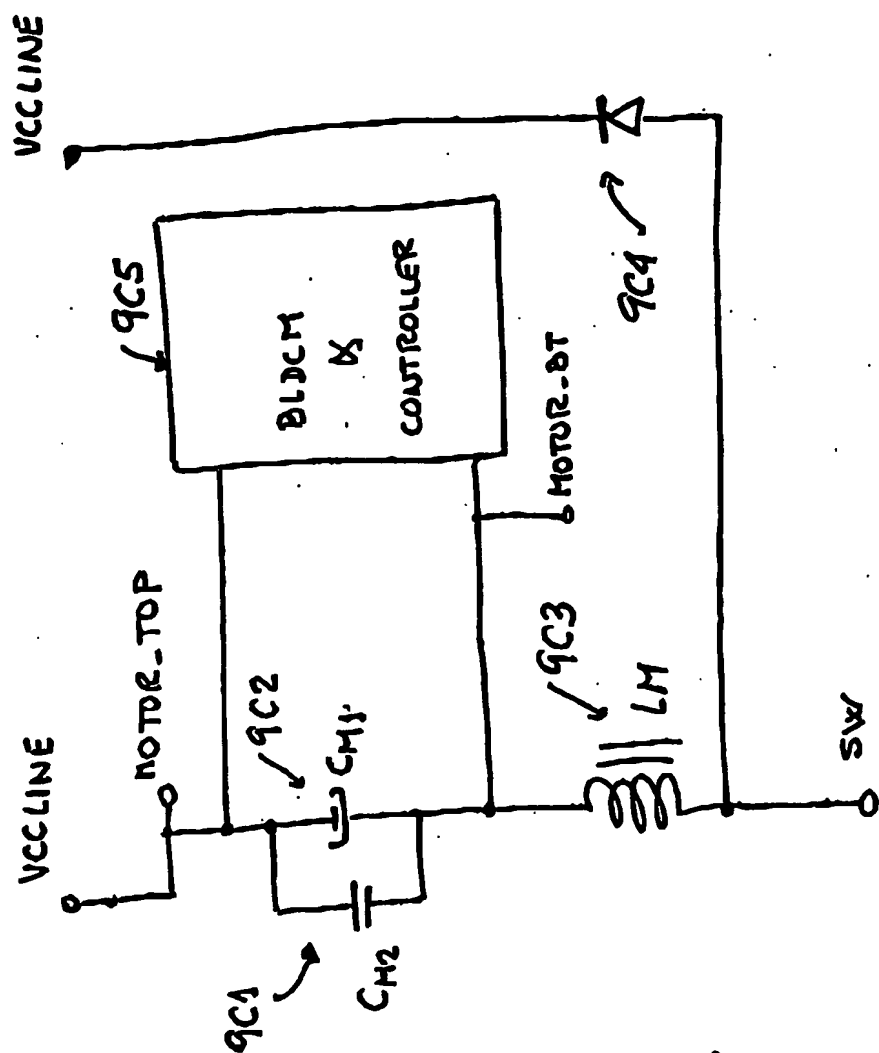 VCCLINE
VCCLINE
MOTOR_TOP
9C5
BLDCM
&
CONTROLLER
9C2
CM1
9C1
CM2
MOTOR_BT
9C4
9C3
LM
SW